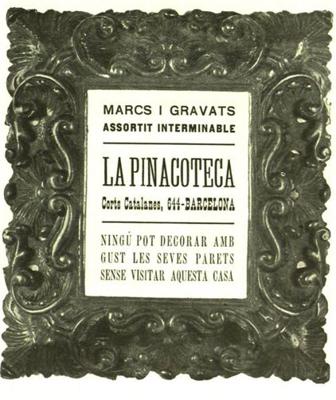 MARCS I GRAVATS
ASSORTIT INTERMINABLE
LA PINACOTECA
Corts Catalanes, 644-BARCELONA
NINGÚ POT DECORAR AMB
GUST LES SEVES PARETS
SENSE VISITAR AQUESTA CASA